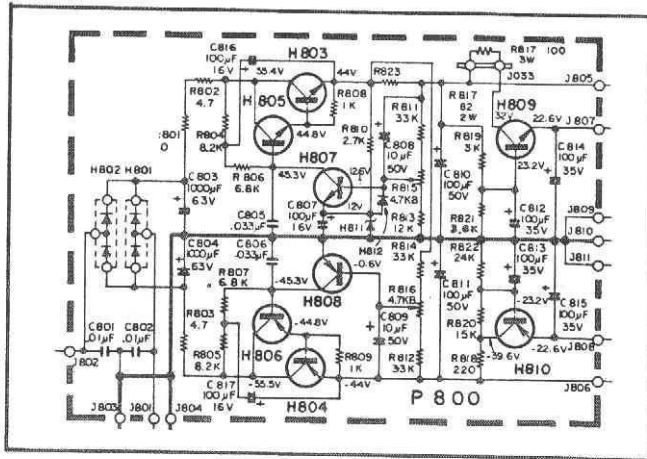 C816
100µF
16V
55.4V
H803
44V
R823
R817 100
3W
J033
J805
R802
4.7
H805
R808
1K
R811
33K
R817
82
2W
H809
32V
22.6V
J807
R804
8.2K
44.8V
R810
2.7K
C808
10µF
50V
R819
3K
C814
100µF
35V
H802 H801
H807
45.3V
12.6V
23.2V
R806
6.8K
C803
1000µF
63V
C807
100µF
16V
12V
R815
4.7KB
C810
100µF
50V
R821
3.6K
C812
100µF
35V
J809
C805
.033µF
H811
R813
12K
J810
C804
1000µF
63V
C806
.033µF
H812
-0.6V
R814
33K
R822
24K
C813
100µF
35V
J811
R807
6.8K
-45.3V
H808
R816
4.7KB
C811
100µF
50V
C815
100µF
35V
R803
4.7
-44.8V
C809
10µF
50V
-23.2V
C801
.01µF
C802
.01µF
R805
8.2K
H806
R809
1K
R812
33K
R820
15K
-39.6V
-22.6V
J808
J802
R818
220
H810
C817
100µF
16V
-55.5V
-44V
H804
P 800
J806
J803
J801
J804